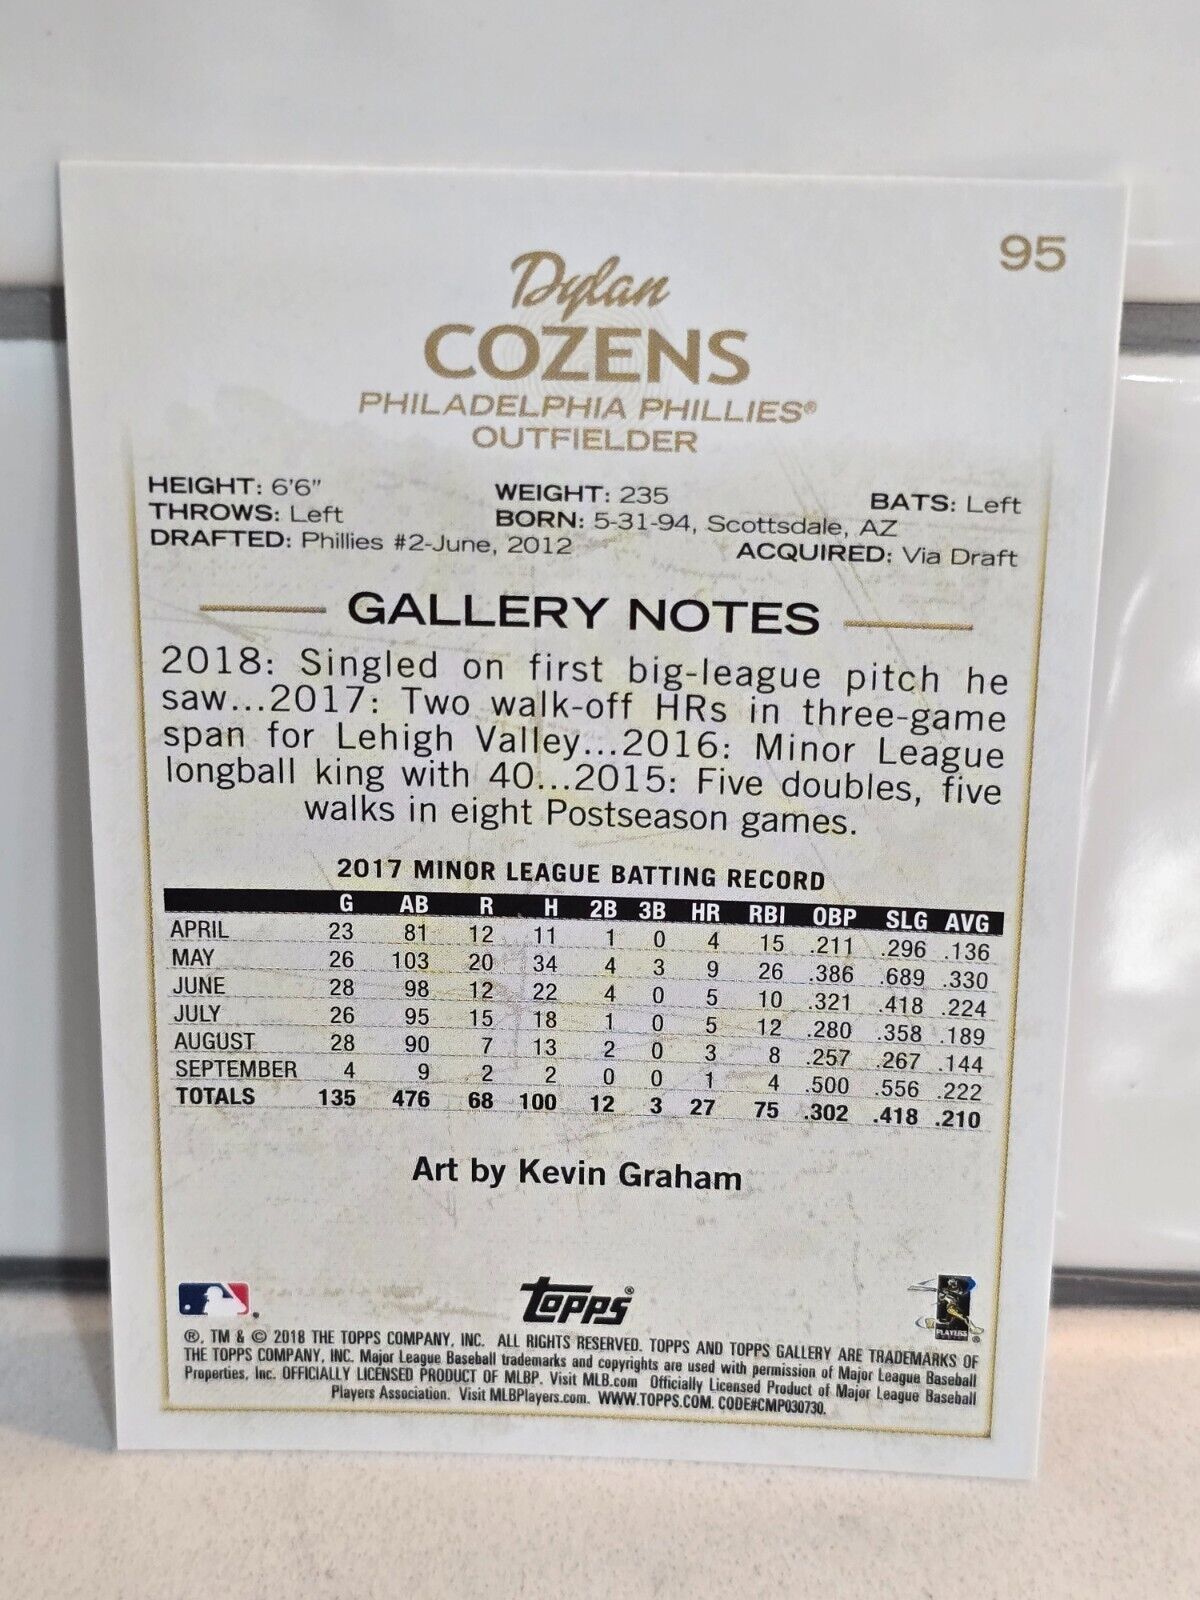 95
Dylan
COZENS
PHILADELPHIA PHILLIES®
OUTFIELDER
HEIGHT: 6'6" WEIGHT: 235 BATS: Left
THROWS: Left BORN: 5-31-94, Scottsdale, AZ
DRAFTED: Phillies #2-June, 2012 ACQUIRED: Via Draft
GALLERY NOTES
2018: Singled on first big-league pitch he
saw...2017: Two walk-off HRs in three-game
span for Lehigh Valley...2016: Minor League
longball king with 40...2015: Five doubles, five
walks in eight Postseason games.
2017 MINOR LEAGUE BATTING RECORD
G AB R H 2B 3B HR RBI OBP SLG AVG
APRIL 23 81 12 11 1 0 4 15 .211 .296 .136
MAY 26 103 20 34 4 3 9 26 .386 .689 .330
JUNE 28 98 12 22 4 0 5 10 .321 .418 .224
JULY 26 95 15 18 1 0 5 12 .280 .358 .189
AUGUST 28 90 7 13 2 0 3 8 .257 .267 .144
SEPTEMBER 4 9 2 2 0 0 1 4 .500 .556 .222
TOTALS 135 476 68 100 12 3 27 75 .302 .418 .210
Art by Kevin Graham
topps®
PLAYERS
®, TM & © 2018 THE TOPPS COMPANY, INC. ALL RIGHTS RESERVED. TOPPS AND TOPPS GALLERY ARE TRADEMARKS OF
THE TOPPS COMPANY, INC. Major League Baseball trademarks and copyrights are used with permission of Major League Baseball
Properties, Inc. OFFICIALLY LICENSED PRODUCT OF MLBP. Visit MLB.com Officially Licensed Product of Major League Baseball
Players Association. Visit MLBPlayers.com. WWW.TOPPS.COM. CODE#CMP030730.